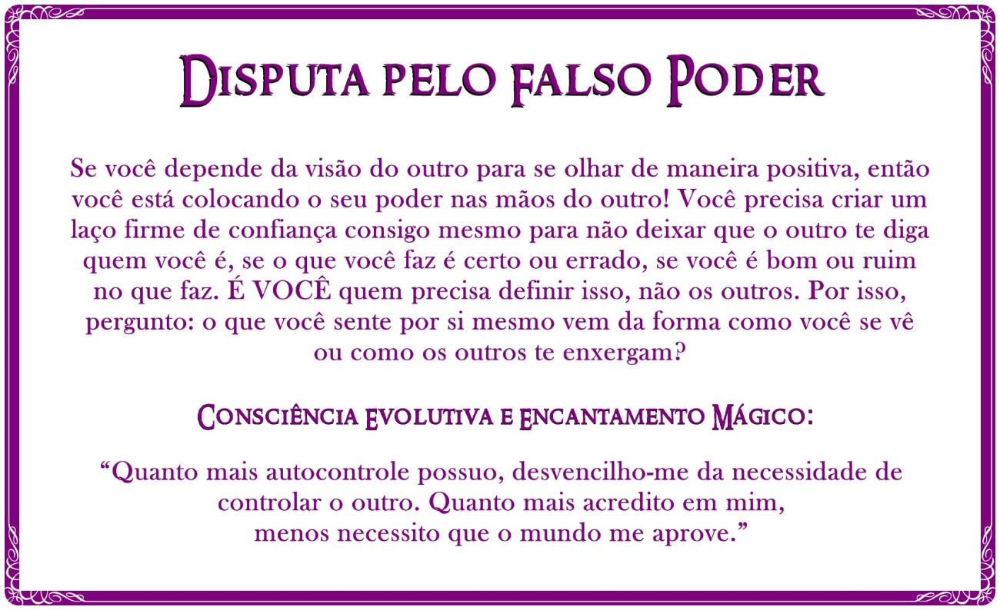 Disputa pelo Falso Poder
Se você depende da visão do outro para se olhar de maneira positiva, então
você está colocando o seu poder nas mãos do outro! Você precisa criar um
laço firme de confiança consigo mesmo para não deixar que o outro te diga
quem você é, se o que você faz é certo ou errado, se você é bom ou ruim
no que faz. É VOCÊ quem precisa definir isso, não os outros. Por isso,
pergunto: o que você sente por si mesmo vem da forma como você se vê
ou como os outros te enxergam?
Consciência Evolutiva e Encantamento Mágico:
“Quanto mais autocontrole possuo, desvencilho-me da necessidade de
controlar o outro. Quanto mais acredito em mim,
menos necessito que o mundo me aprove.”